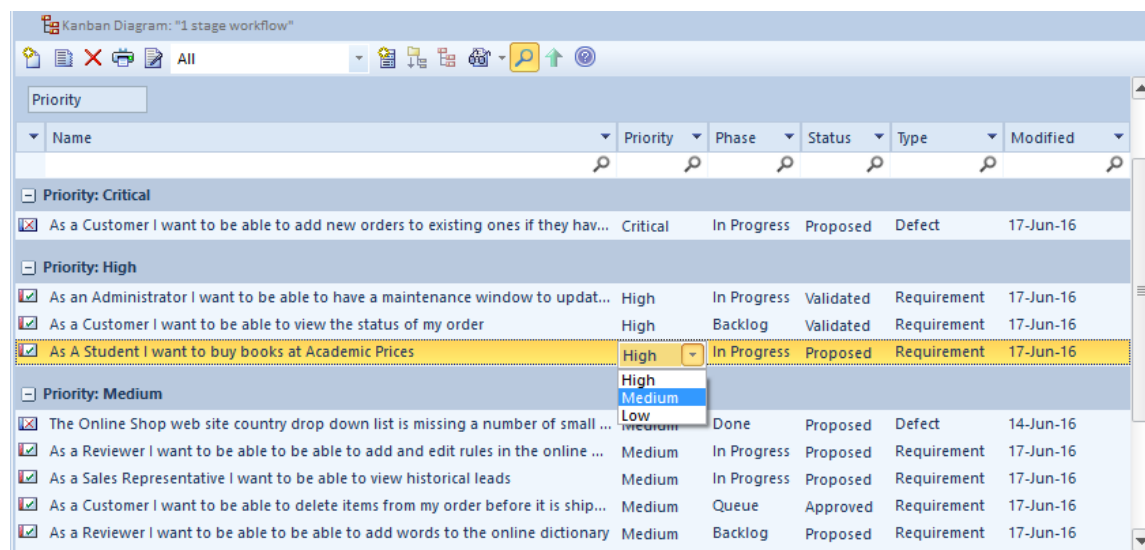 Kanban Diagram: "1 stage workflow"
All
Priority
Name Priority Phase Status Type Modified
Priority: Critical
As a Customer I want to be able to add new orders to existing ones if they hav... Critical In Progress Proposed Defect 17-Jun-16
Priority: High
As an Administrator I want to be able to have a maintenance window to updat... High In Progress Validated Requirement 17-Jun-16
As a Customer I want to be able to view the status of my order High Backlog Validated Requirement 17-Jun-16
As A Student I want to buy books at Academic Prices High In Progress Proposed Requirement 17-Jun-16
High
Priority: Medium
Medium
Low
The Online Shop web site country drop down list is missing a number of small ... Medium Done Proposed Defect 14-Jun-16
As a Reviewer I want to be able to be able to add and edit rules in the online ... Medium In Progress Proposed Requirement 17-Jun-16
As a Sales Representative I want to be able to view historical leads Medium In Progress Proposed Requirement 17-Jun-16
As a Customer I want to be able to delete items from my order before it is ship... Medium Queue Approved Requirement 17-Jun-16
As a Reviewer I want to be able to be able to add words to the online dictionary Medium Backlog Proposed Requirement 17-Jun-16